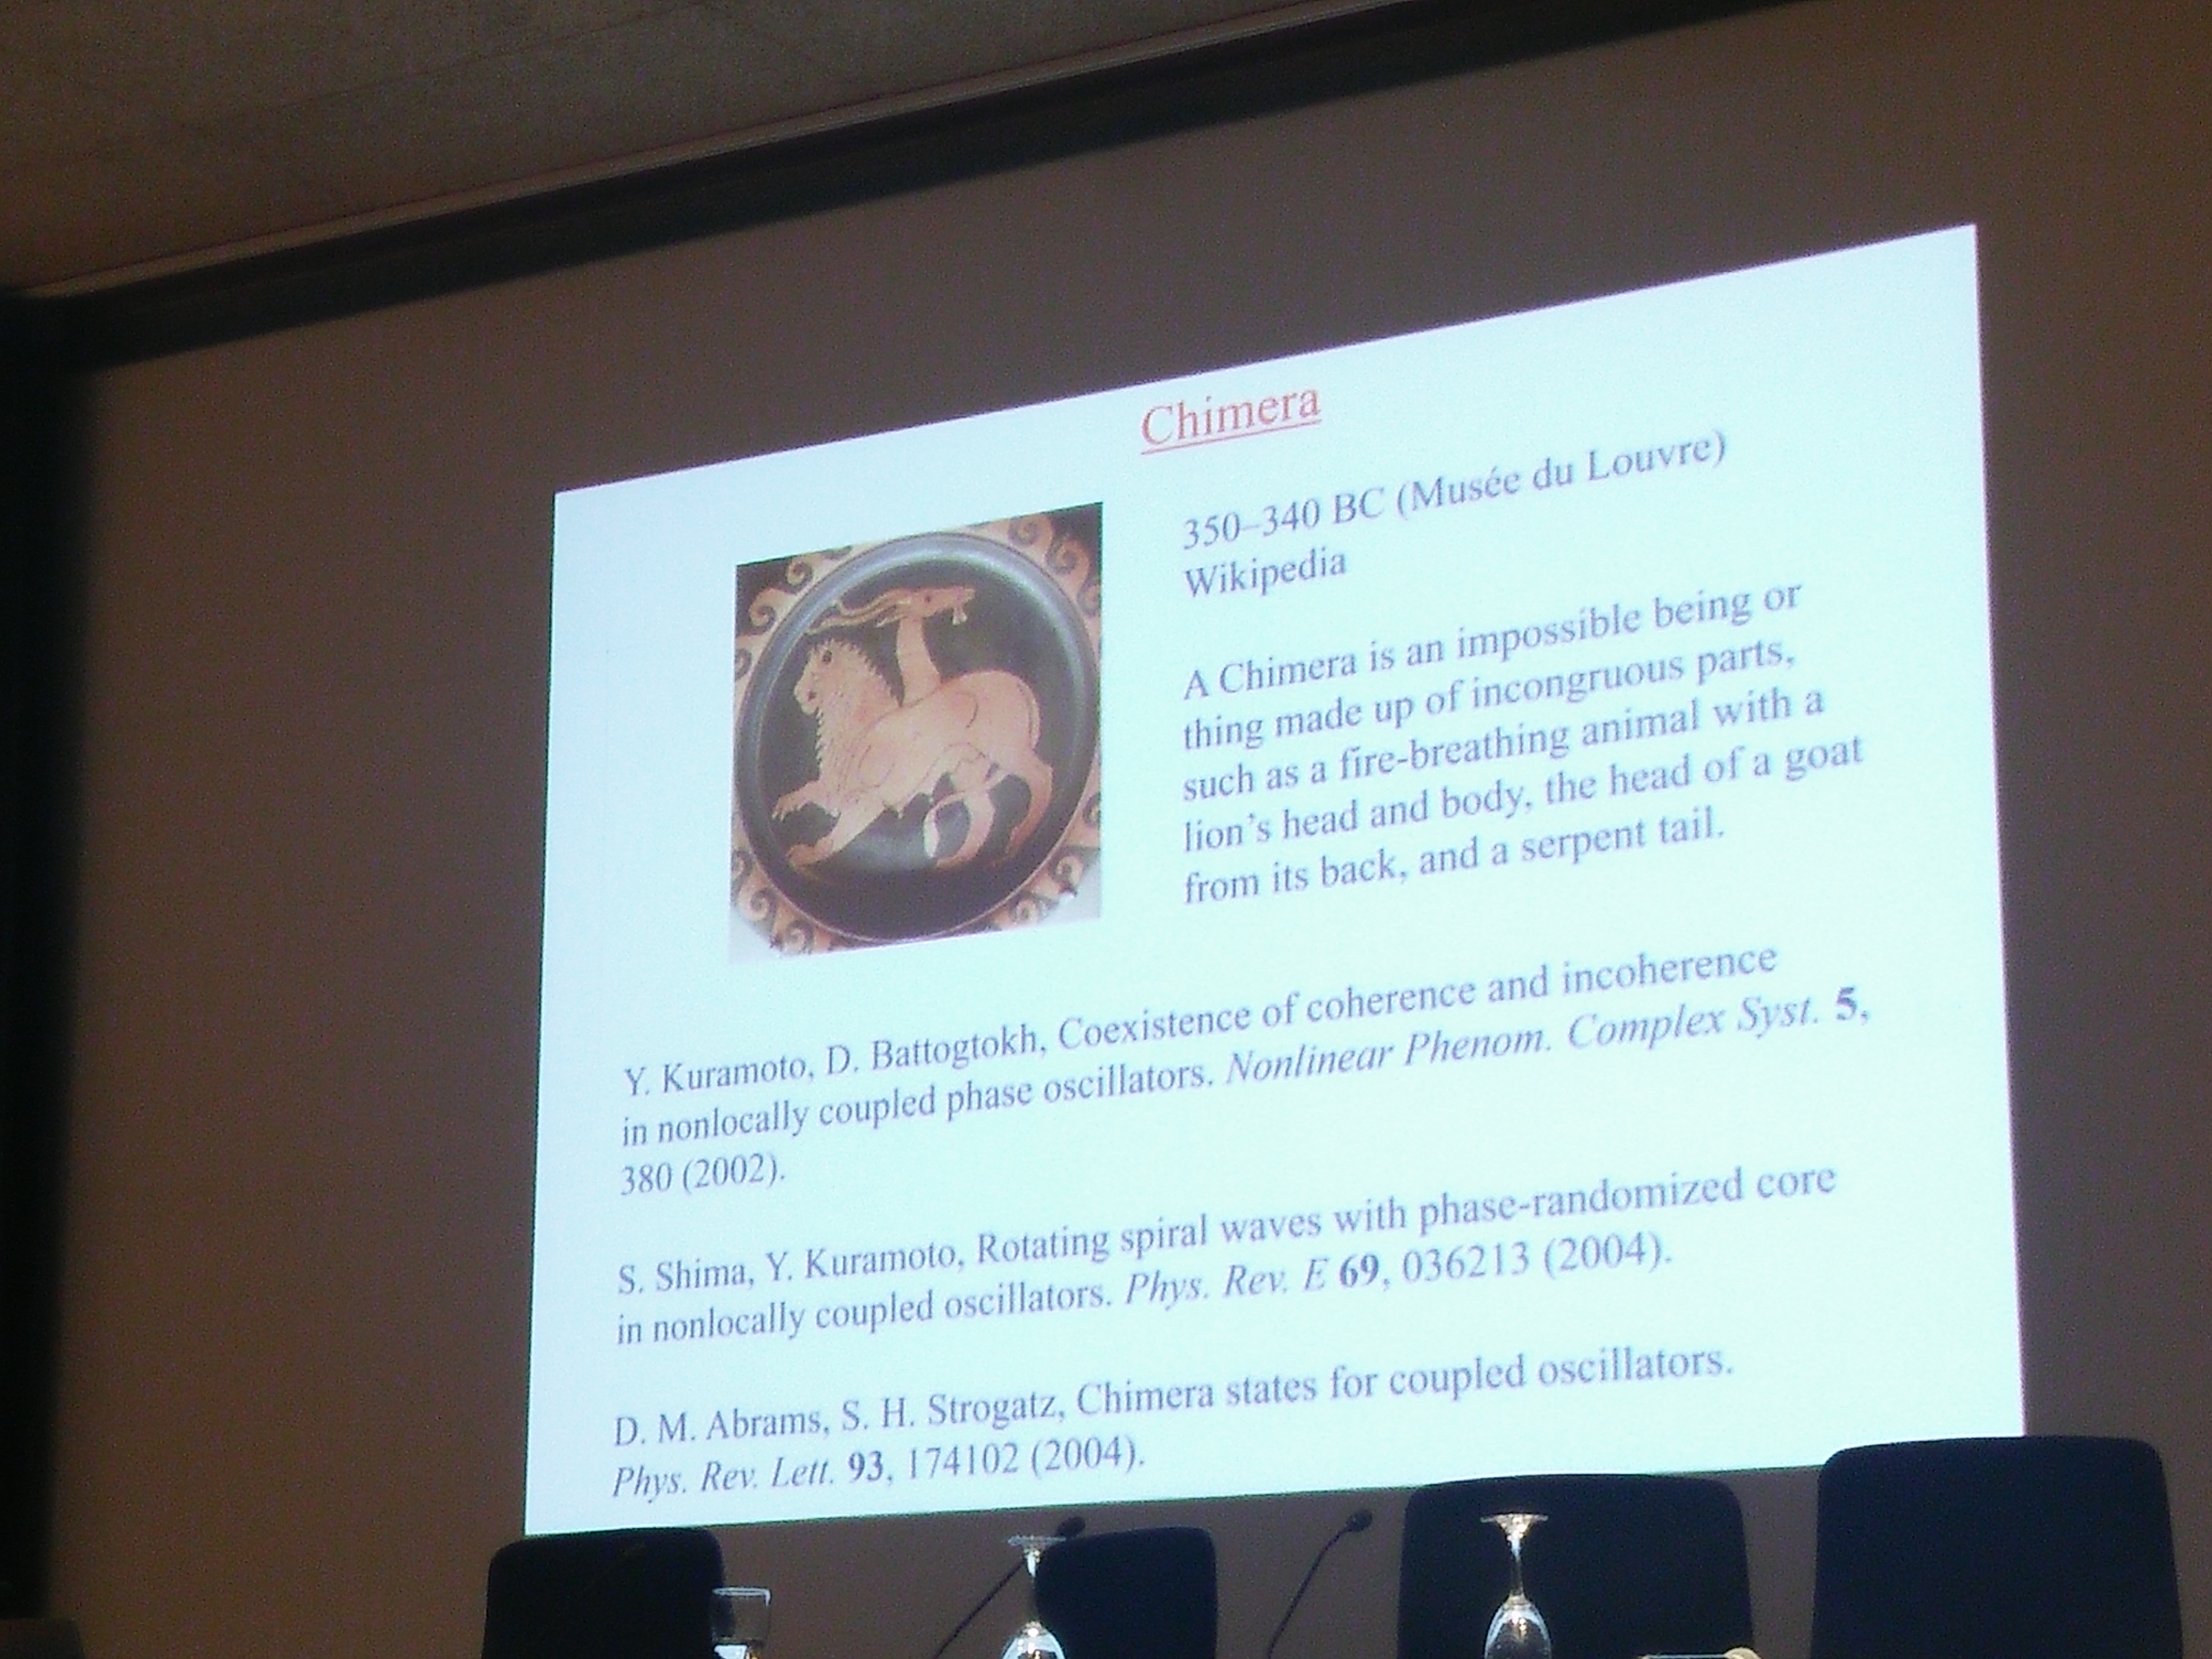 Chimera
350–340 BC (Musée du Louvre)
Wikipedia
A Chimera is an impossible being or
thing made up of incongruous parts,
such as a fire-breathing animal with a
lion's head and body, the head of a goat
from its back, and a serpent tail.
Y. Kuramoto, D. Battogtokh, Coexistence of coherence and incoherence
in nonlocally coupled phase oscillators. Nonlinear Phenom. Complex Syst. 5,
380 (2002).
S. Shima, Y. Kuramoto, Rotating spiral waves with phase-randomized core
in nonlocally coupled oscillators. Phys. Rev. E 69, 036213 (2004).
D. M. Abrams, S. H. Strogatz, Chimera states for coupled oscillators.
Phys. Rev. Lett. 93, 174102 (2004).